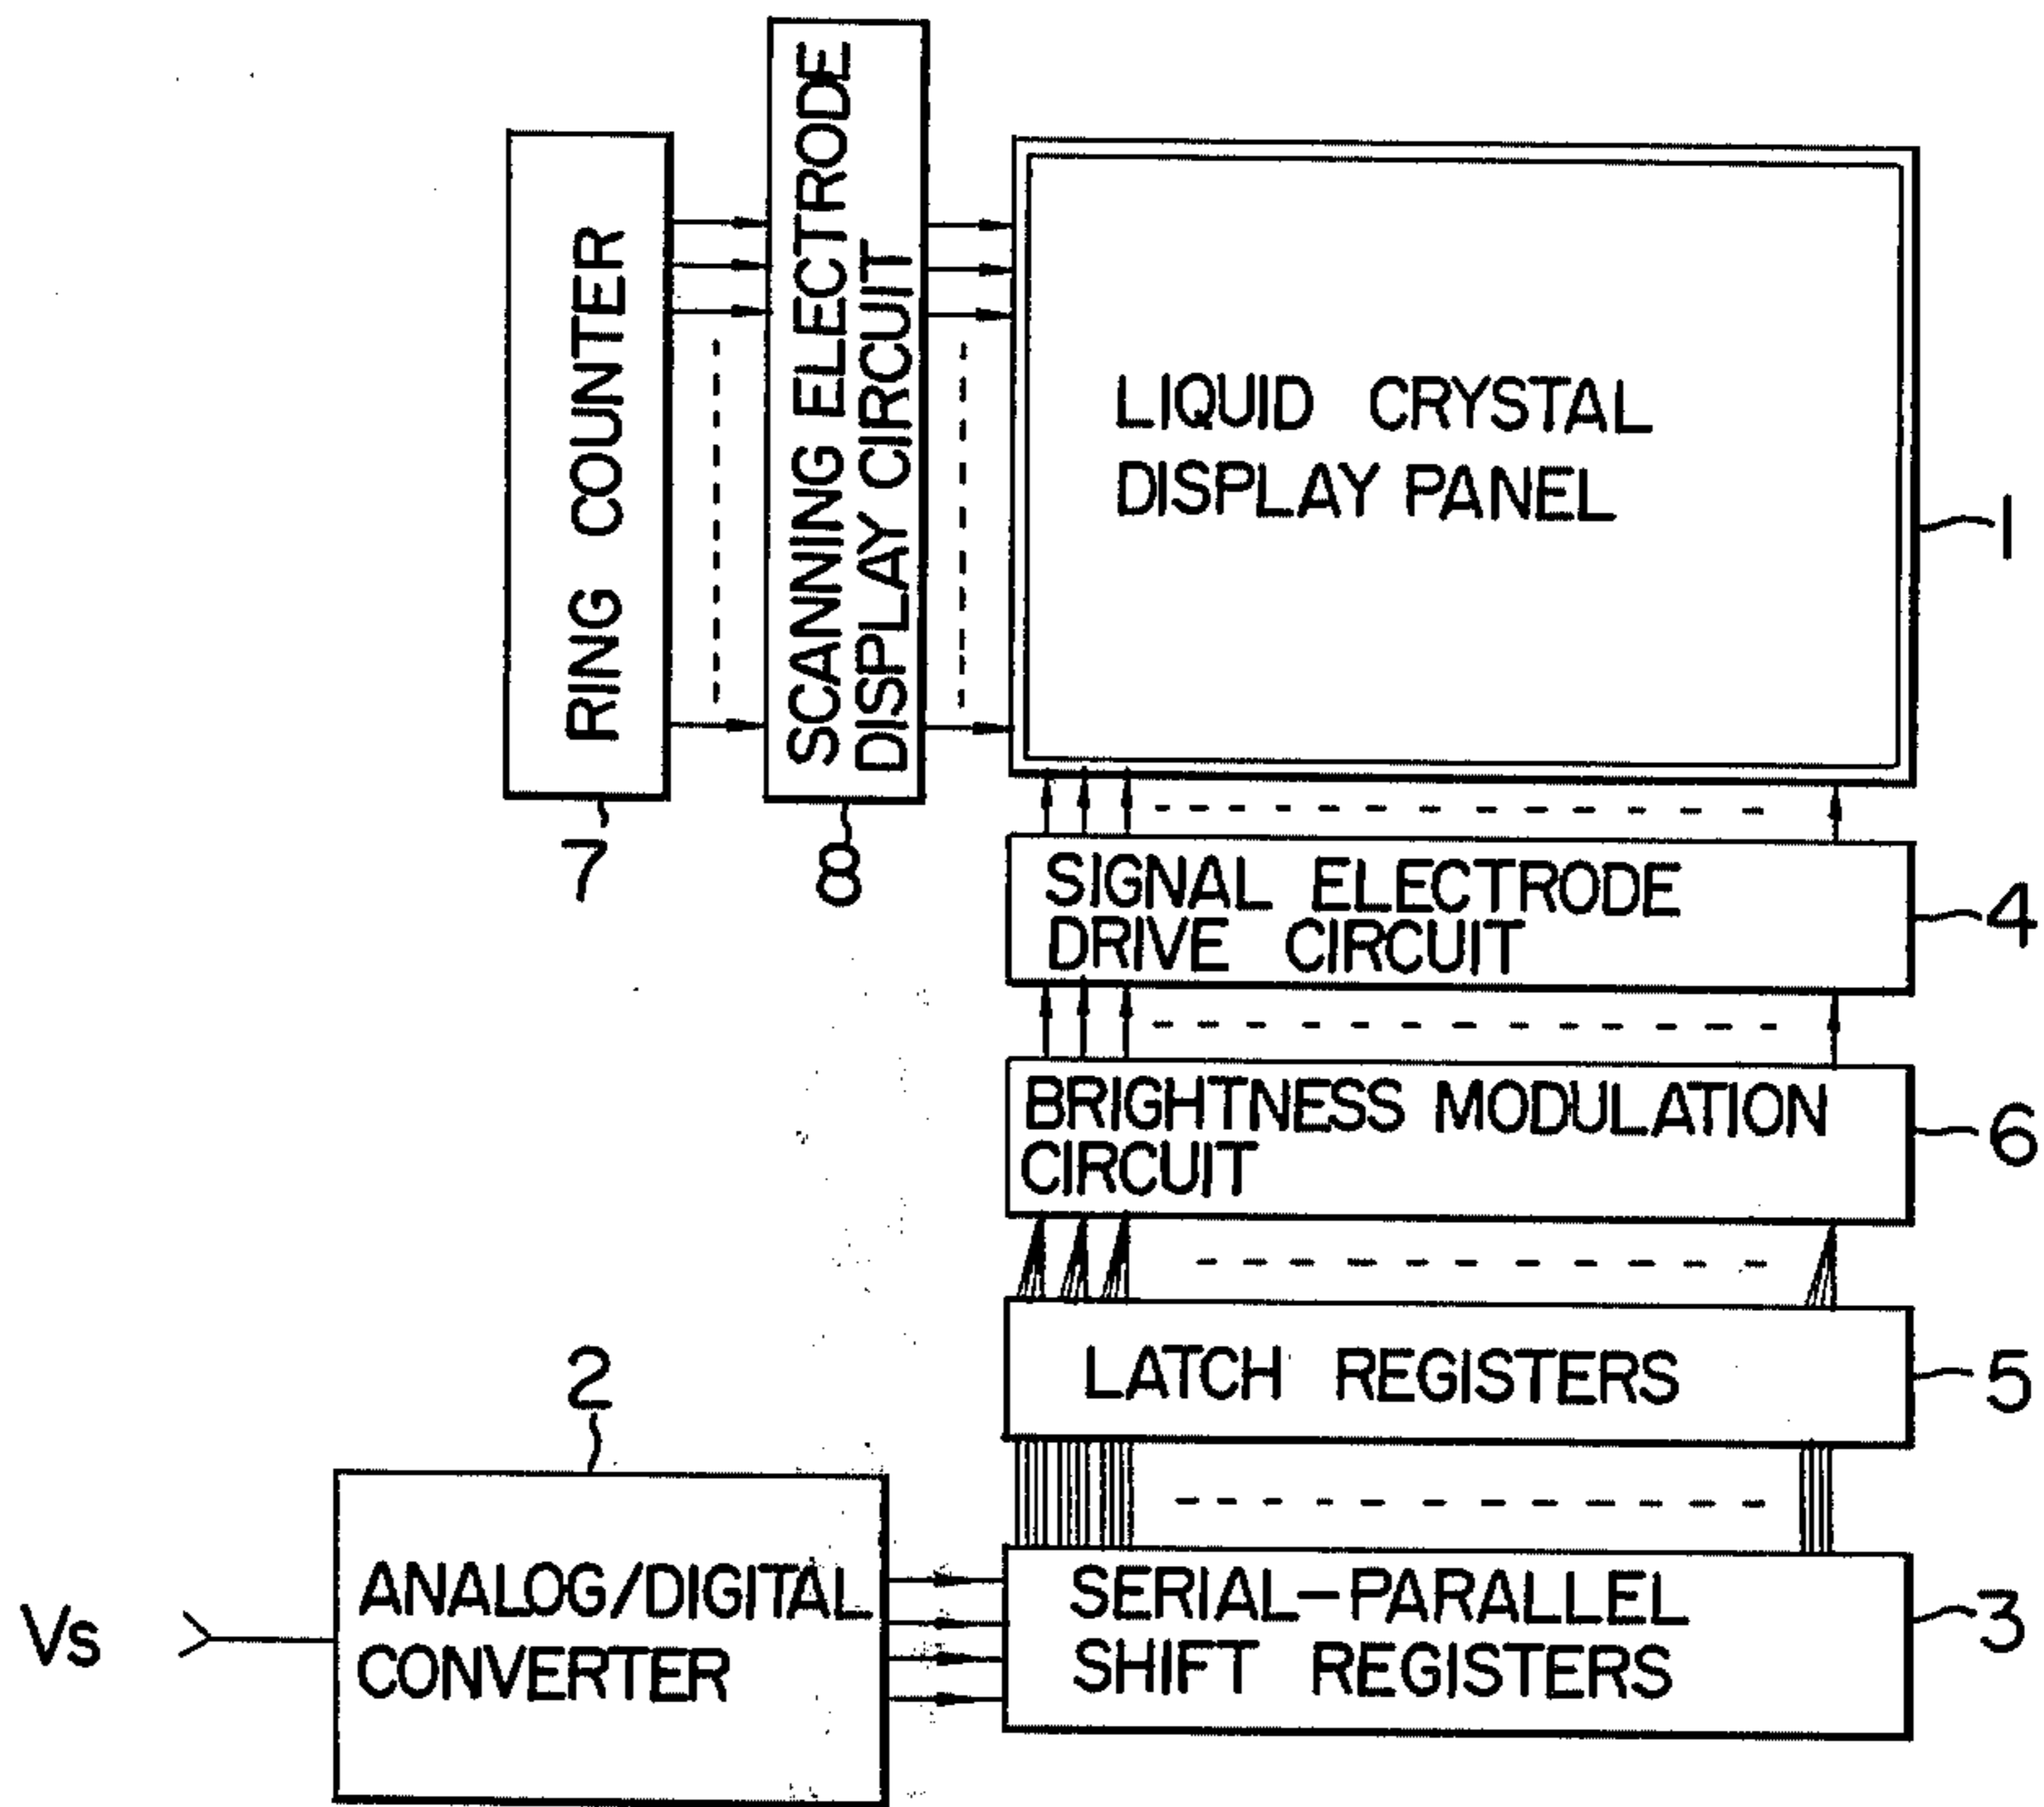 RING COUNTER
7
SCANNING ELECTRODE
DISPLAY CIRCUIT
8
LIQUID CRYSTAL
DISPLAY PANEL
1
SIGNAL ELECTRODE
DRIVE CIRCUIT
4
BRIGHTNESS MODULATION
CIRCUIT
6
LATCH REGISTERS
5
2
Vs
ANALOG/DIGITAL
CONVERTER
SERIAL-PARALLEL
SHIFT REGISTERS
3